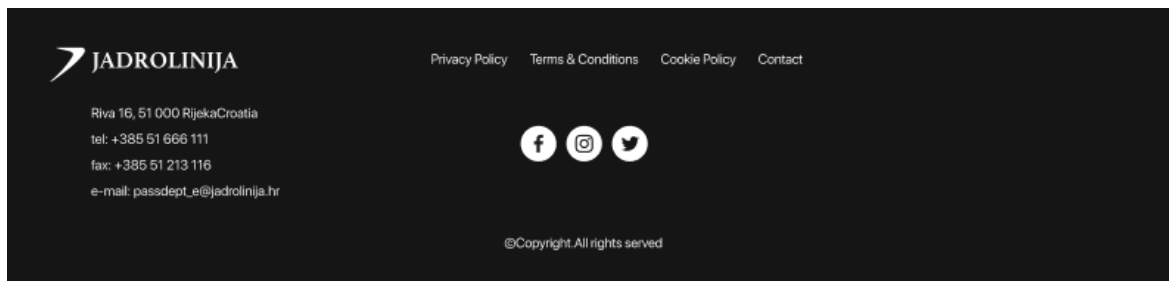 JADROLINIJA
Privacy Policy Terms & Conditions Cookie Policy Contact
Riva 16, 51 000 RijekaCroatia
tel: +385 51 666 111
fax: +385 51 213 116
e-mail: passdept_e@jadrolinija.hr
©Copyright.All rights served